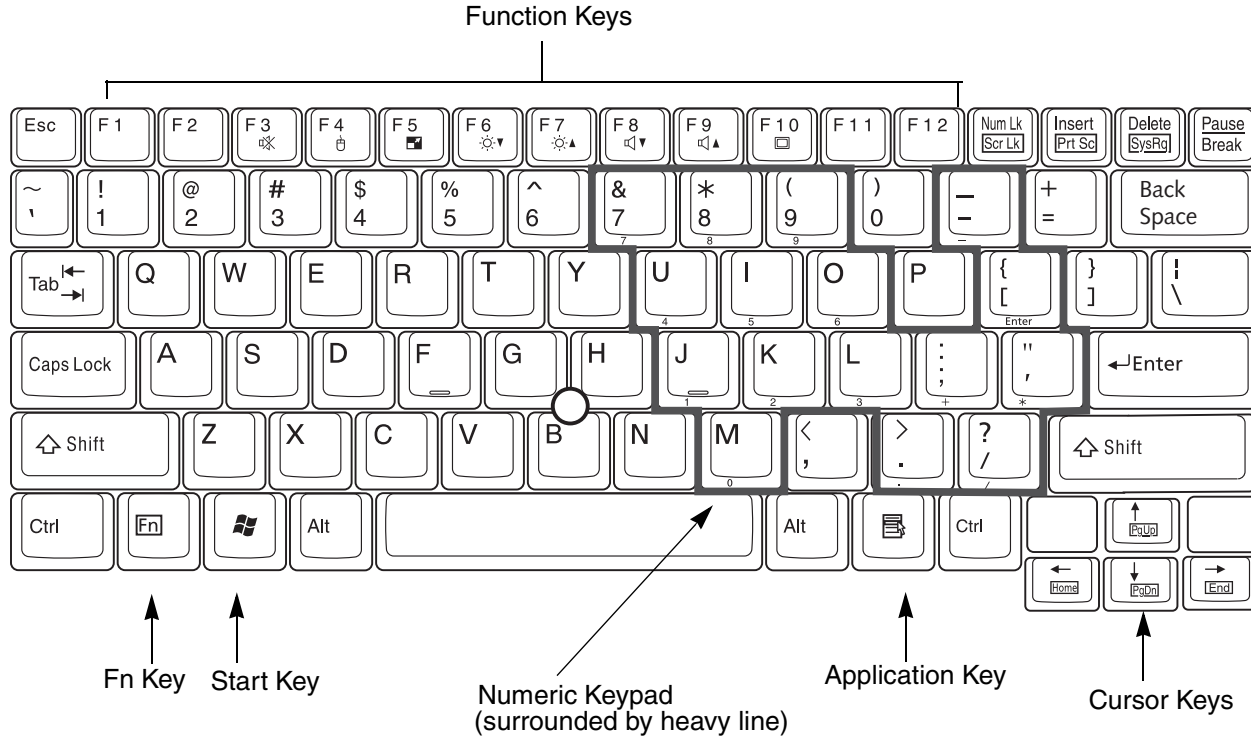 Function Keys
Esc F1 F2 F3 F4 F5 F6 F7 F8 F9 F10 F11 F12 Num Lk Insert Delete Pause
Scr Lk Prt Sc SysRq Break
~ ! @ # $ % ^ & * ( ) — + Back
` 1 2 3 4 5 6 7 8 9 0 - = Space
7 8 9 –
Tab Q W E R T Y U I O P { } ¦
[ ] \
4 5 6 Enter
Caps Lock A S D F G H J K L : " Enter
; '
1 2 3 + *
Shift Z X C V B N M < > ? Shift
, . /
0 . /
Ctrl Fn Alt Alt Ctrl PgUp
Home PgDn End
Fn Key Start Key Numeric Keypad Application Key Cursor Keys
(surrounded by heavy line)